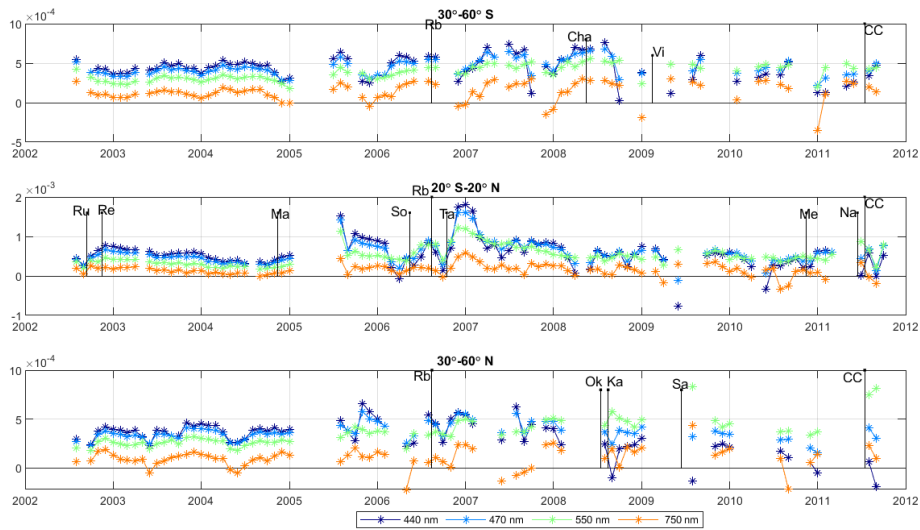 ×10⁻⁴ 30° -60° S
10 Rb CC
Cha
Vi
5
0
-5
2002 2003 2004 2005 2006 2007 2008 2009 2010 2011 2012
×10⁻³ Rb 20° S-20° N
2 CC
Ru Re Ma So Ta Me Na
1
0
-1
2002 2003 2004 2005 2006 2007 2008 2009 2010 2011 2012
×10⁻⁴ 30° -60° N
10 Rb CC
Ok Ka Sa
5
0
2002 2003 2004 2005 2006 2007 2008 2009 2010 2011 2012
440 nm 470 nm 550 nm 750 nm